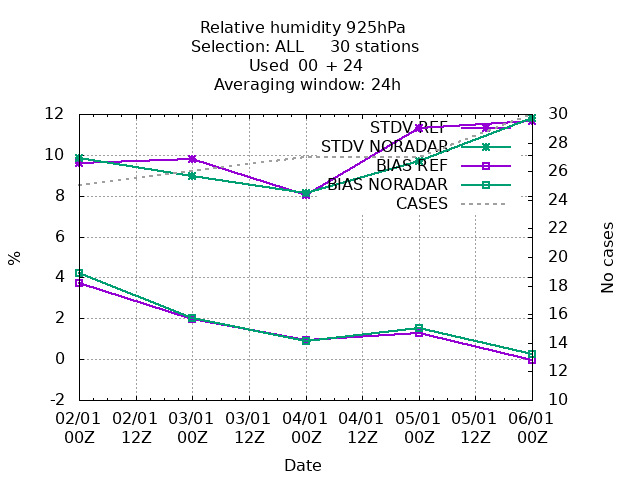 Relative humidity 925hPa
Selection: ALL 30 stations
Used 00 + 24
Averaging window: 24h
12
10
8
6
4
2
0
-2
%
STDV REF
STDV NORADAR
BIAS REF
BIAS NORADAR
CASES
30
28
26
24
22
20
18
16
14
12
10
No cases
02/01 02/01 03/01 03/01 04/01 04/01 05/01 05/01 06/01
00Z 12Z 00Z 12Z 00Z 12Z 00Z 12Z 00Z
Date